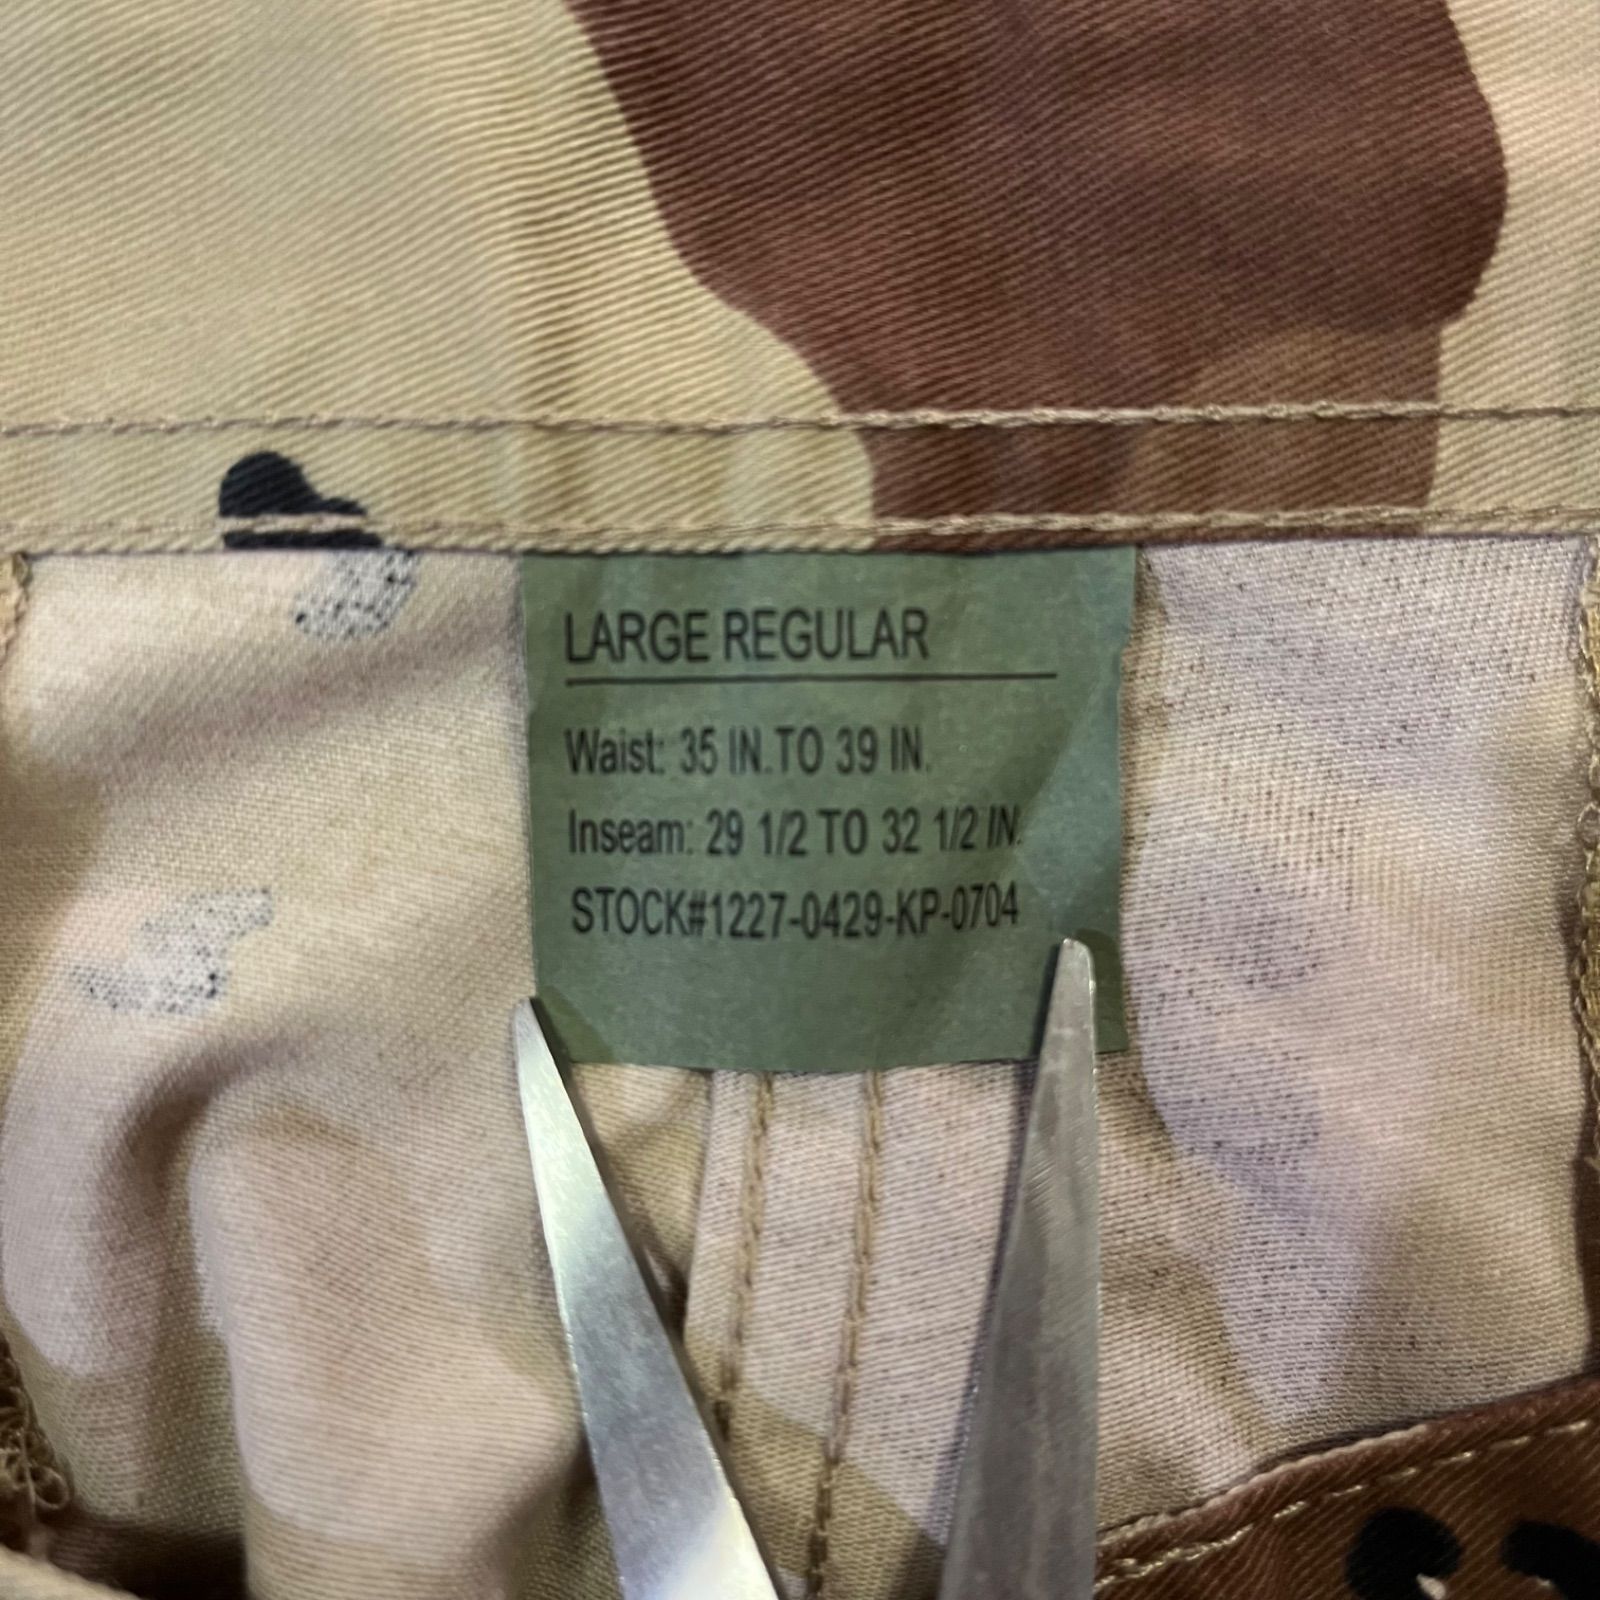 LARGE REGULAR
Waist: 35 IN.TO 39 IN.
Inseam: 29 1/2 TO 32 1/2 IN.
STOCK#1227-0429-KP-0704